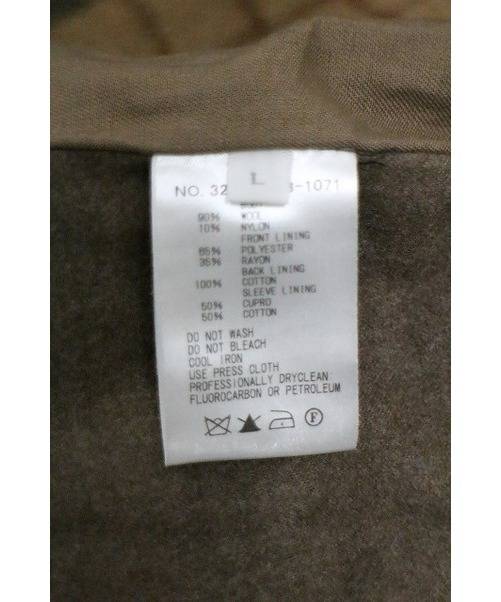 L
NO. 32 3-1071
BODY
90% WOOL
10% NYLON
FRONT LINING
65% POLYESTER
35% RAYON
BACK LINING
100% COTTON
SLEEVE LINING
50% CUPRO
50% COTTON
DO NOT WASH
DO NOT BLEACH
COOL IRON
USE PRESS CLOTH
PROFESSIONALLY DRYCLEAN
FLUOROCARBON OR PETROLEUM
F